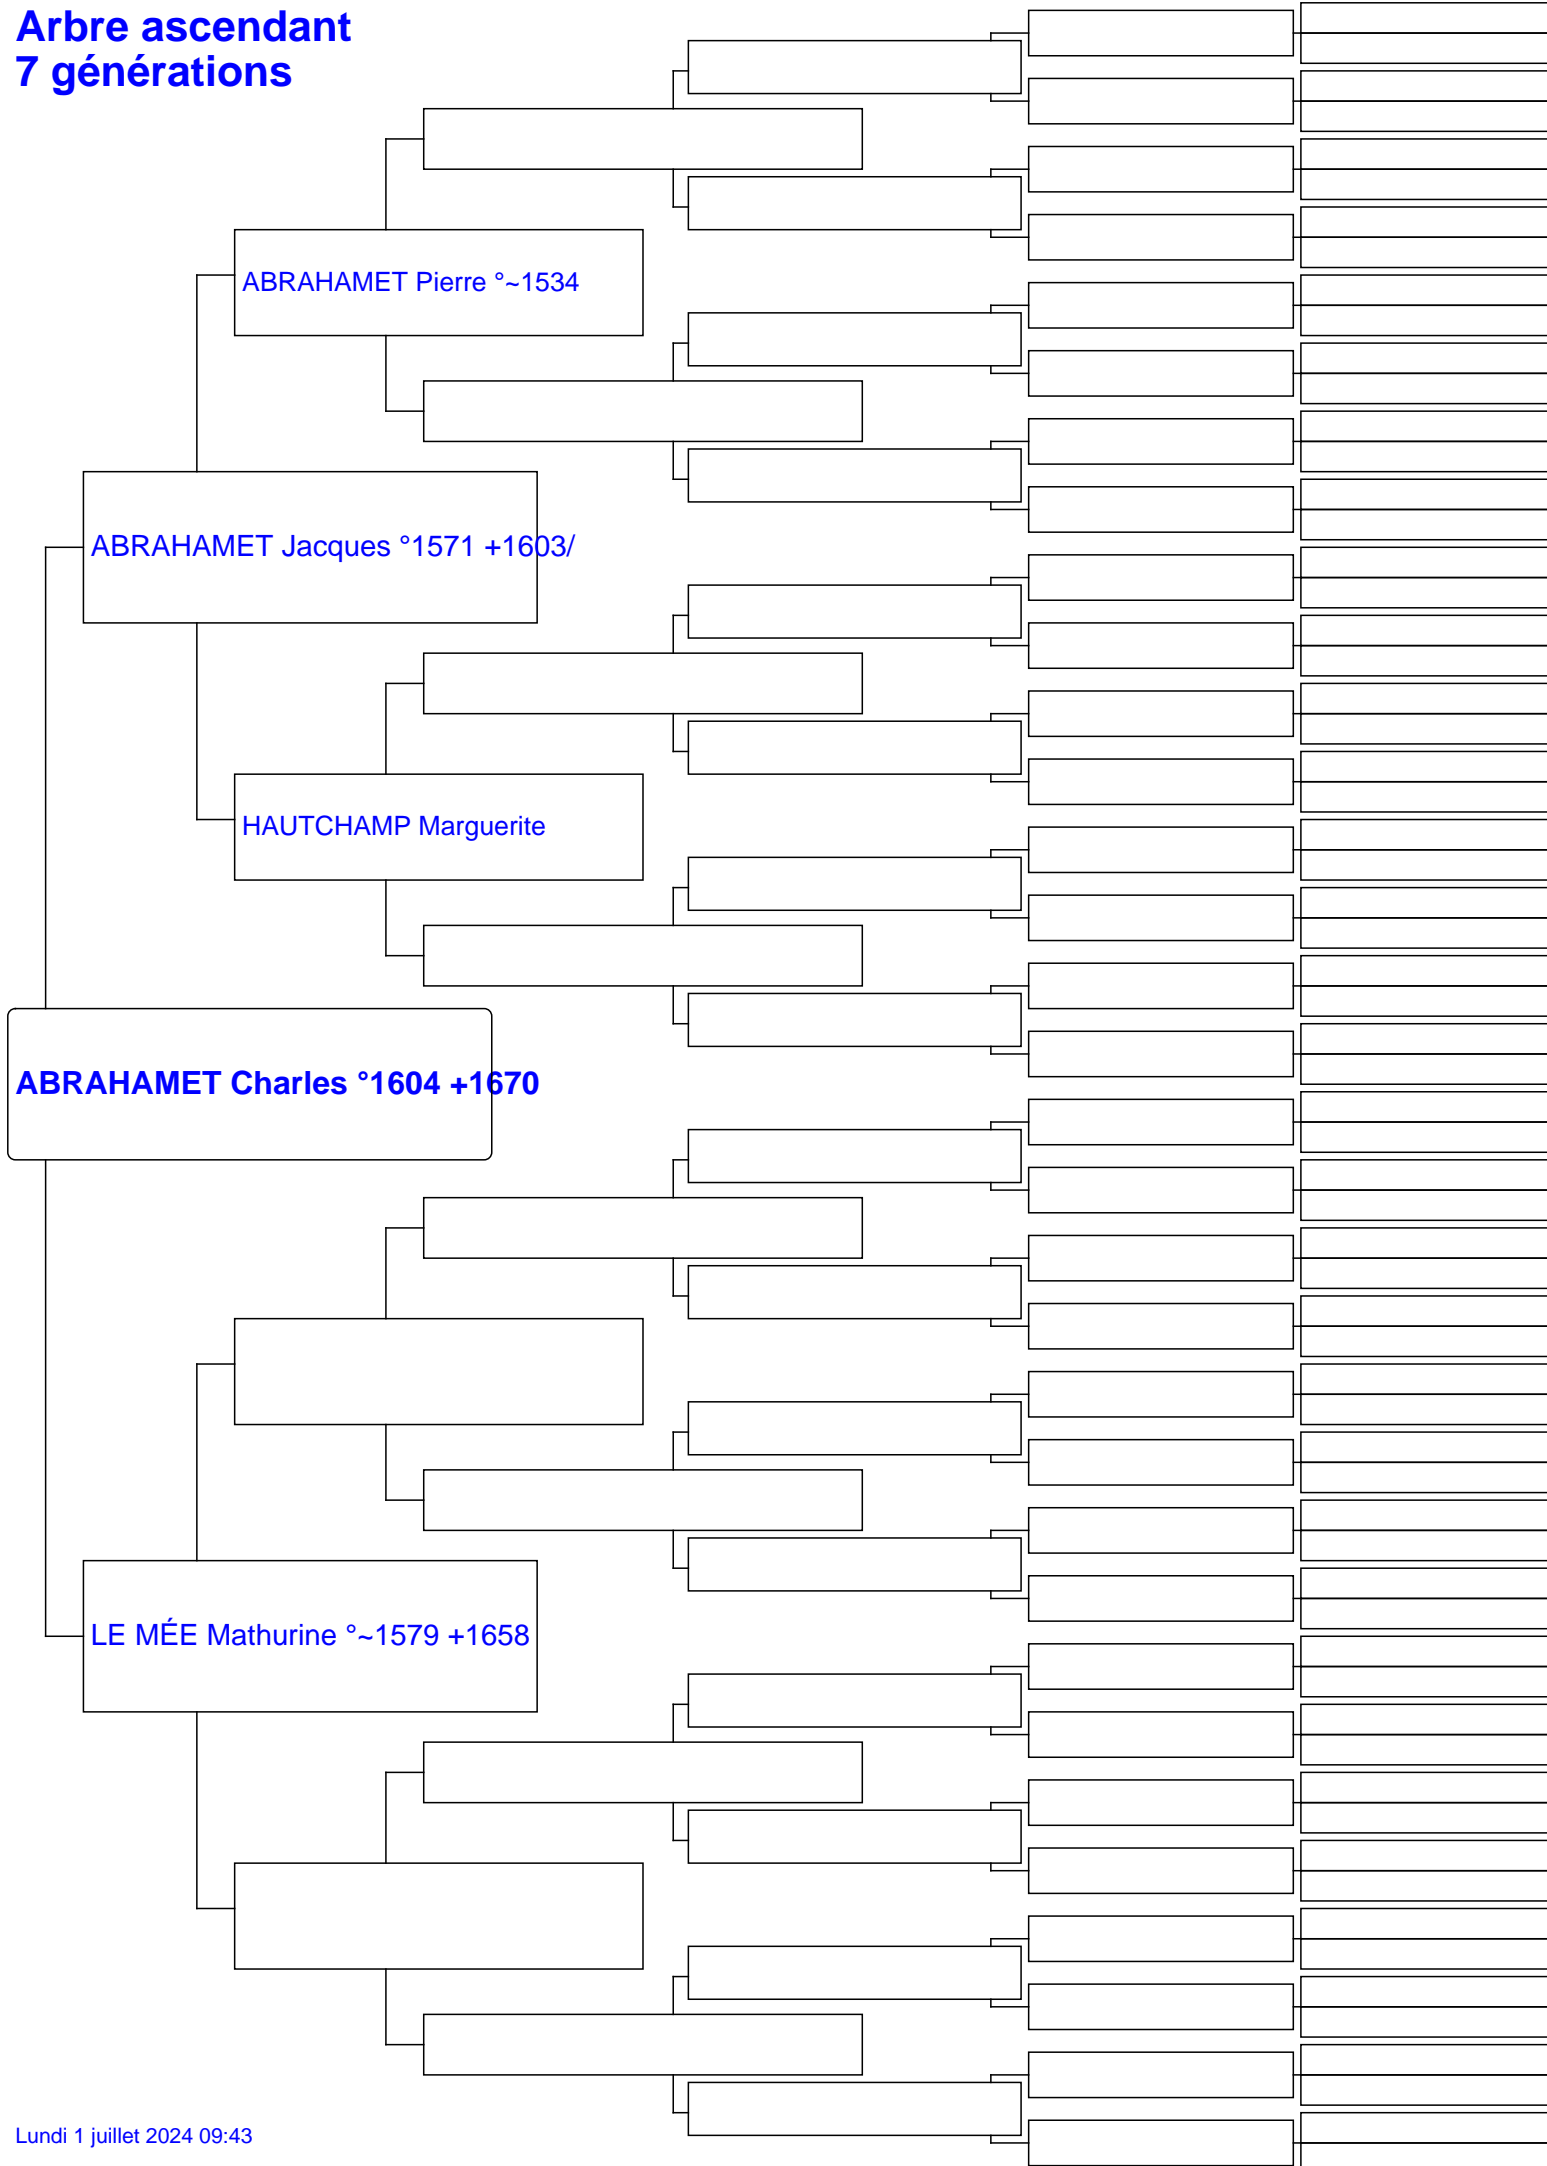 Arbre ascendant
7 générations
ABRAHAMET Pierre °~1534
ABRAHAMET Jacques °1571 +1603/
HAUTCHAMP Marguerite
ABRAHAMET Charles °1604 +1670
LE MÉE Mathurine °~1579 +1658
Lundi 1 juillet 2024 09:43